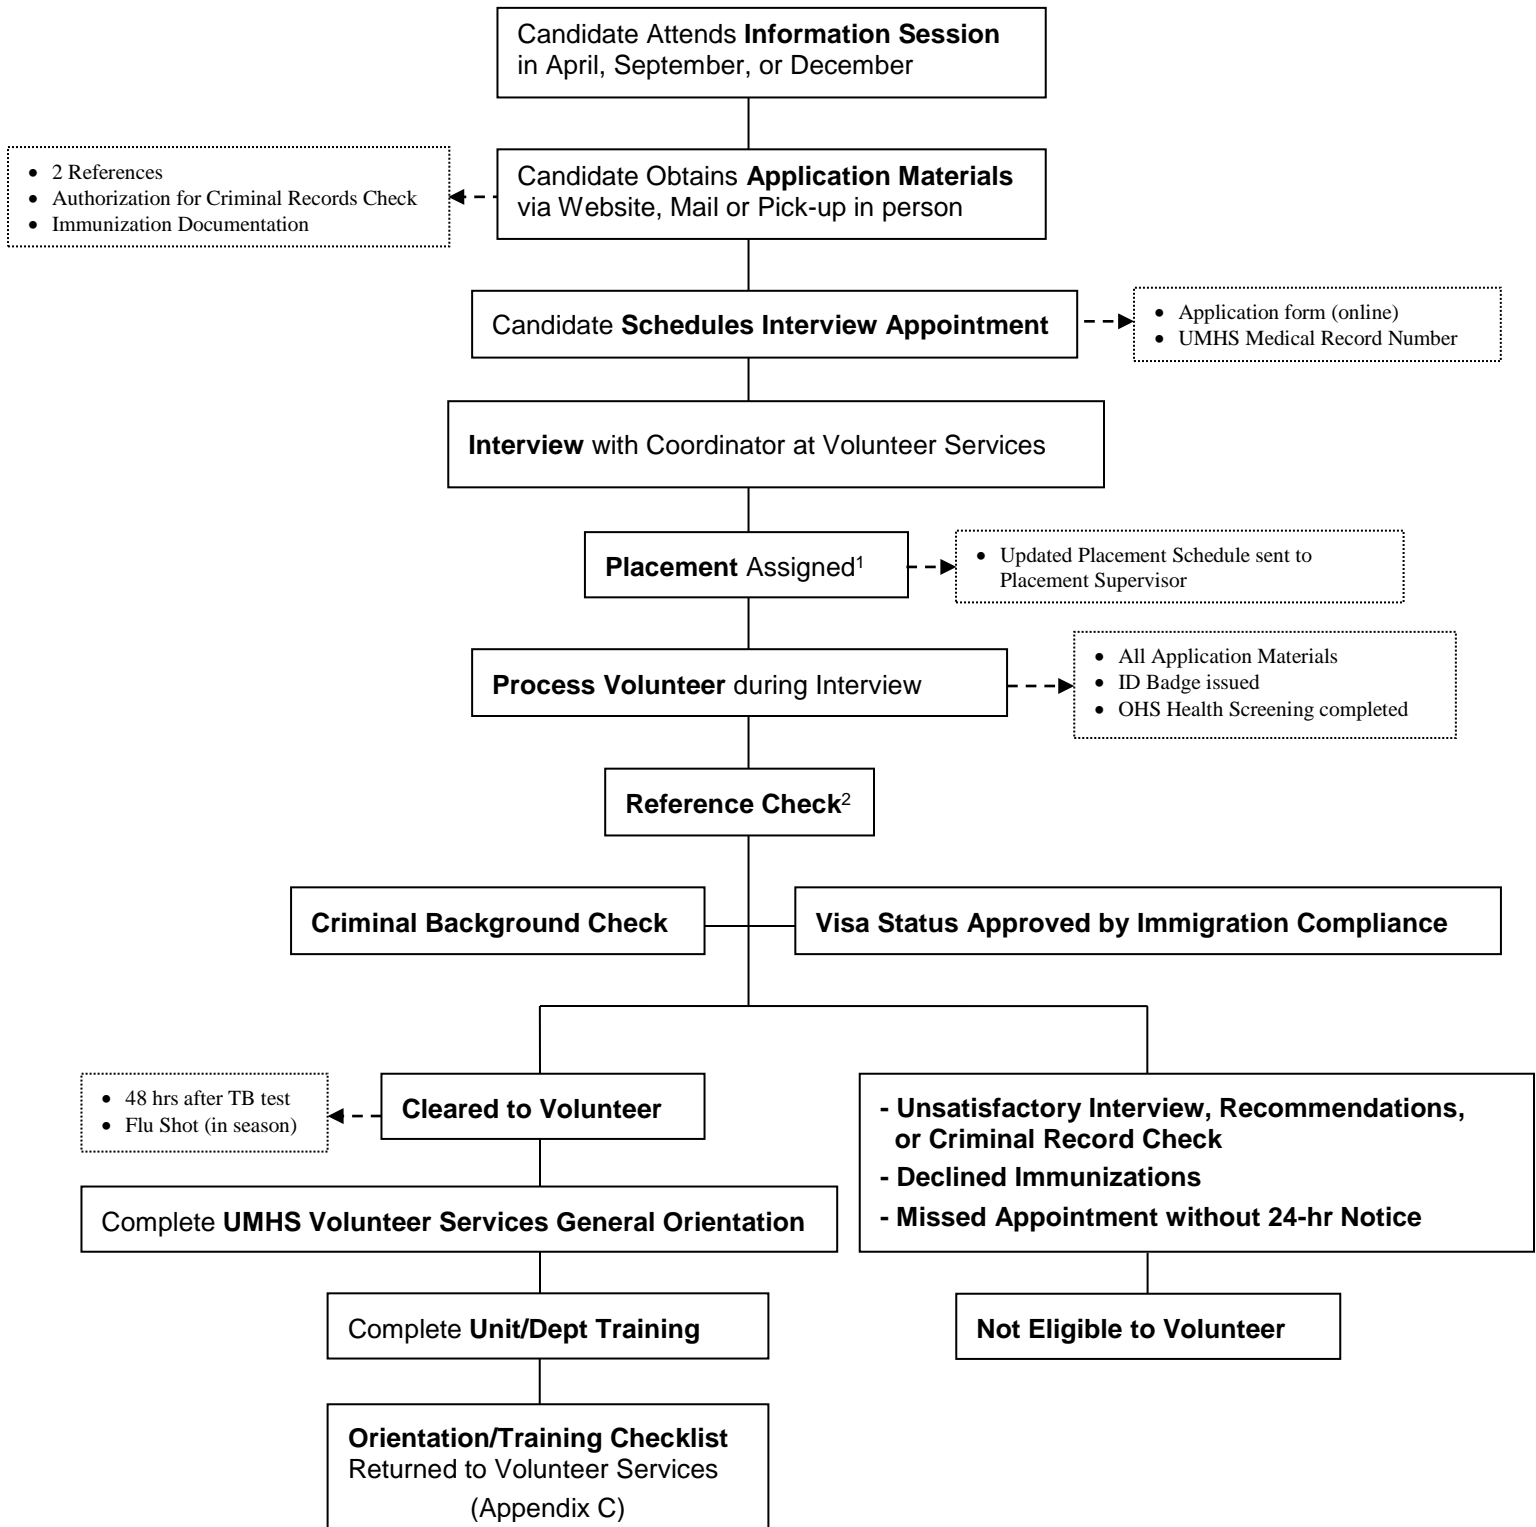 Candidate Attends Information Session
in April, September, or December
• 2 References
• Authorization for Criminal Records Check
• Immunization Documentation
Candidate Obtains Application Materials
via Website, Mail or Pick-up in person
Candidate Schedules Interview Appointment
• Application form (online)
• UMHS Medical Record Number
Interview with Coordinator at Volunteer Services
Placement Assigned¹
• Updated Placement Schedule sent to
Placement Supervisor
Process Volunteer during Interview
• All Application Materials
• ID Badge issued
• OHS Health Screening completed
Reference Check²
Criminal Background Check
Visa Status Approved by Immigration Compliance
• 48 hrs after TB test
• Flu Shot (in season)
Cleared to Volunteer
- Unsatisfactory Interview, Recommendations,
or Criminal Record Check
- Declined Immunizations
- Missed Appointment without 24-hr Notice
Complete UMHS Volunteer Services General Orientation
Complete Unit/Dept Training
Not Eligible to Volunteer
Orientation/Training Checklist
Returned to Volunteer Services
(Appendix C)